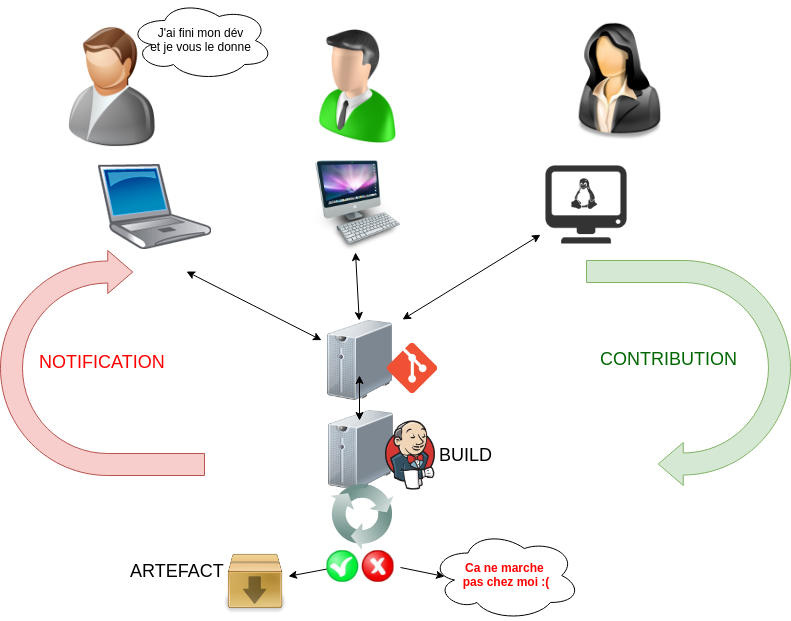 J'ai fini mon dév
et je vous le donne
NOTIFICATION
CONTRIBUTION
BUILD
ARTEFACT
Ca ne marche
pas chez moi :(